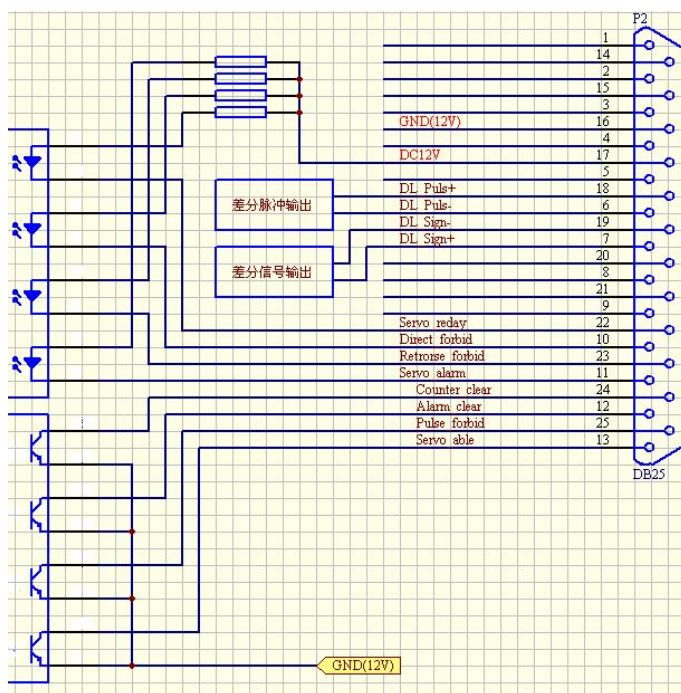 P2
1
14
2
15
3
GND(12V) 16
4
DC12V 17
5
DL Puls+ 18
差分脉冲输出 DL Puls- 6
DL Sign- 19
DL Sign+ 7
20
差分信号输出 8
21
9
Servo reday 22
Direct forbid 10
Retrorse forbid 23
Servo alarm 11
Counter clear 24
Alarm clear 12
Pulse forbid 25
Servo able 13
DB25
GND(12V)